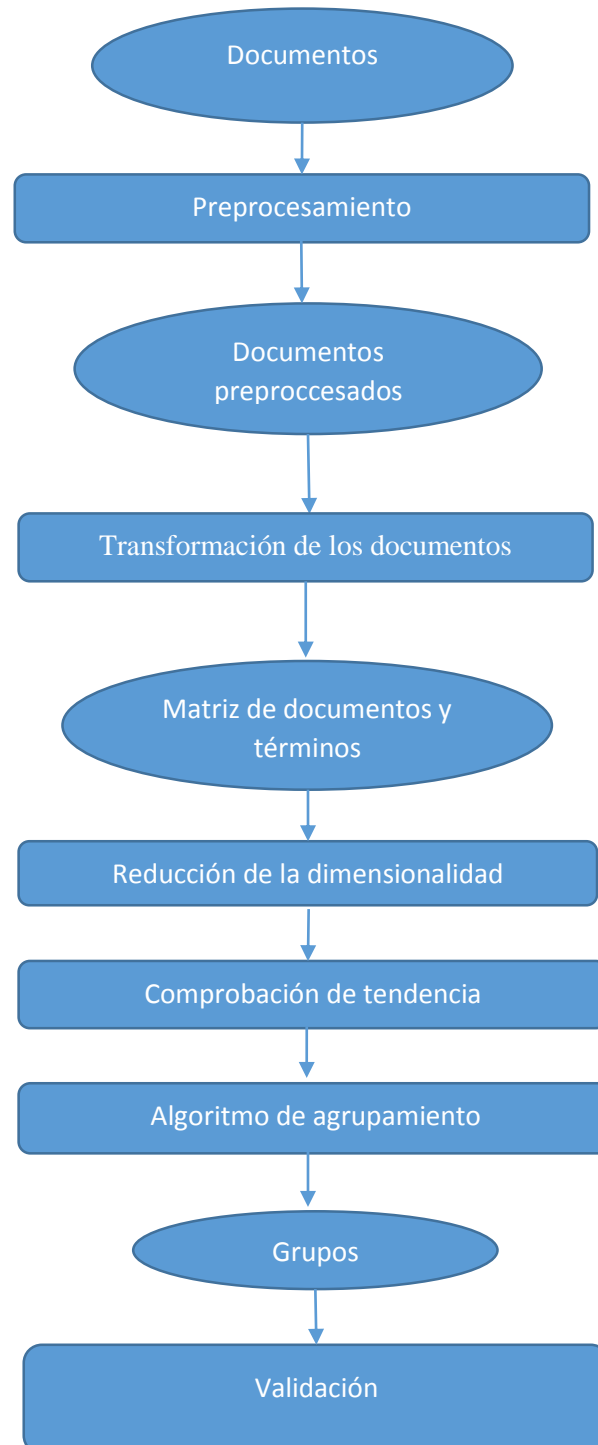 Documentos
Preprocesamiento
Documentos
preproccesados
Transformación de los documentos
Matriz de documentos y
términos
Reducción de la dimensionalidad
Comprobación de tendencia
Algoritmo de agrupamiento
Grupos
Validación